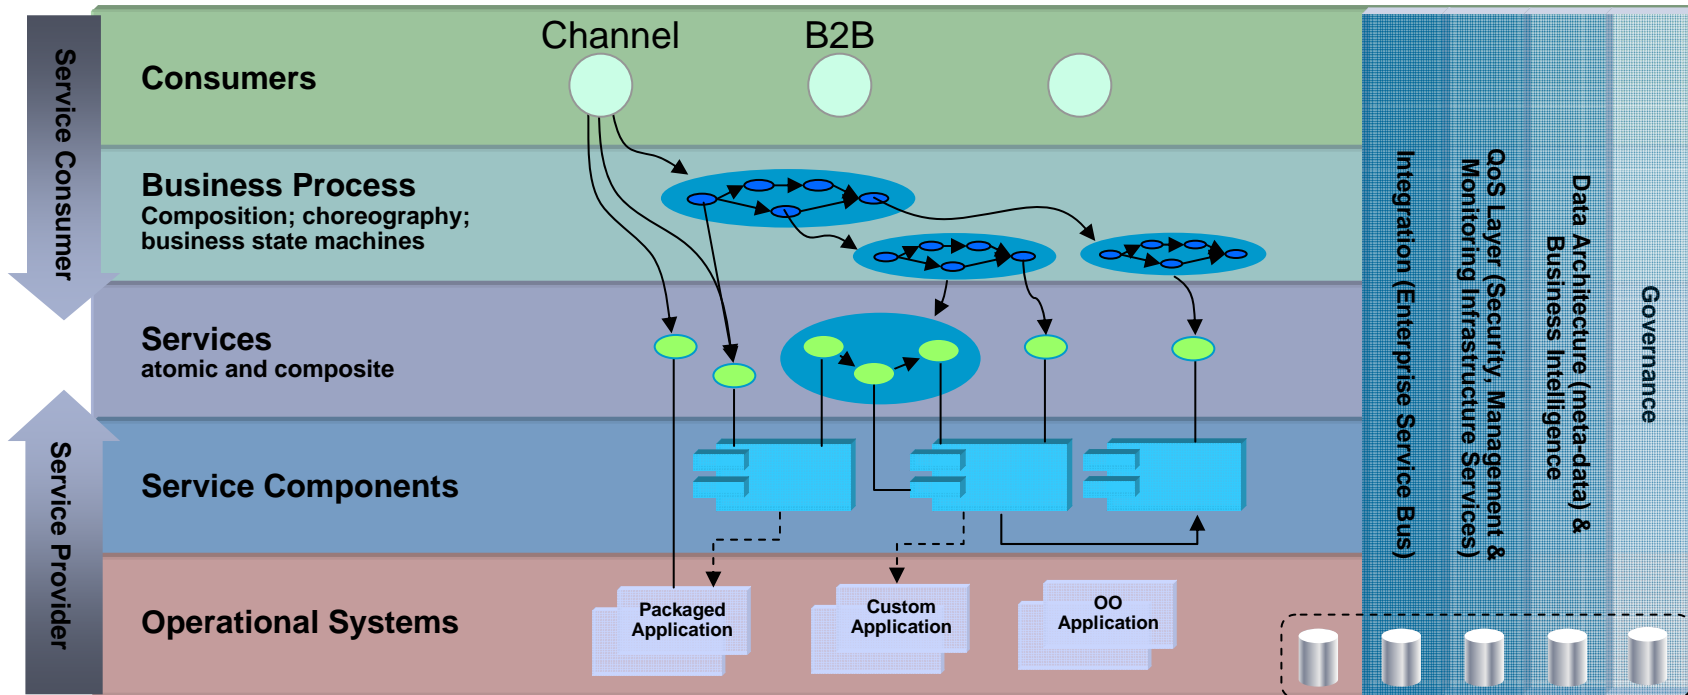 Channel
B2B
Service Consumer
Consumers
Business Process
Composition; choreography;
business state machines
Services
atomic and composite
Service Provider
Service Components
Operational Systems
Packaged
Application
Custom
Application
OO
Application
Integration (Enterprise Service Bus)
QoS Layer (Security, Management &
Monitoring Infrastructure Services)
Data Architecture (meta-data) &
Business Intelligence
Governance